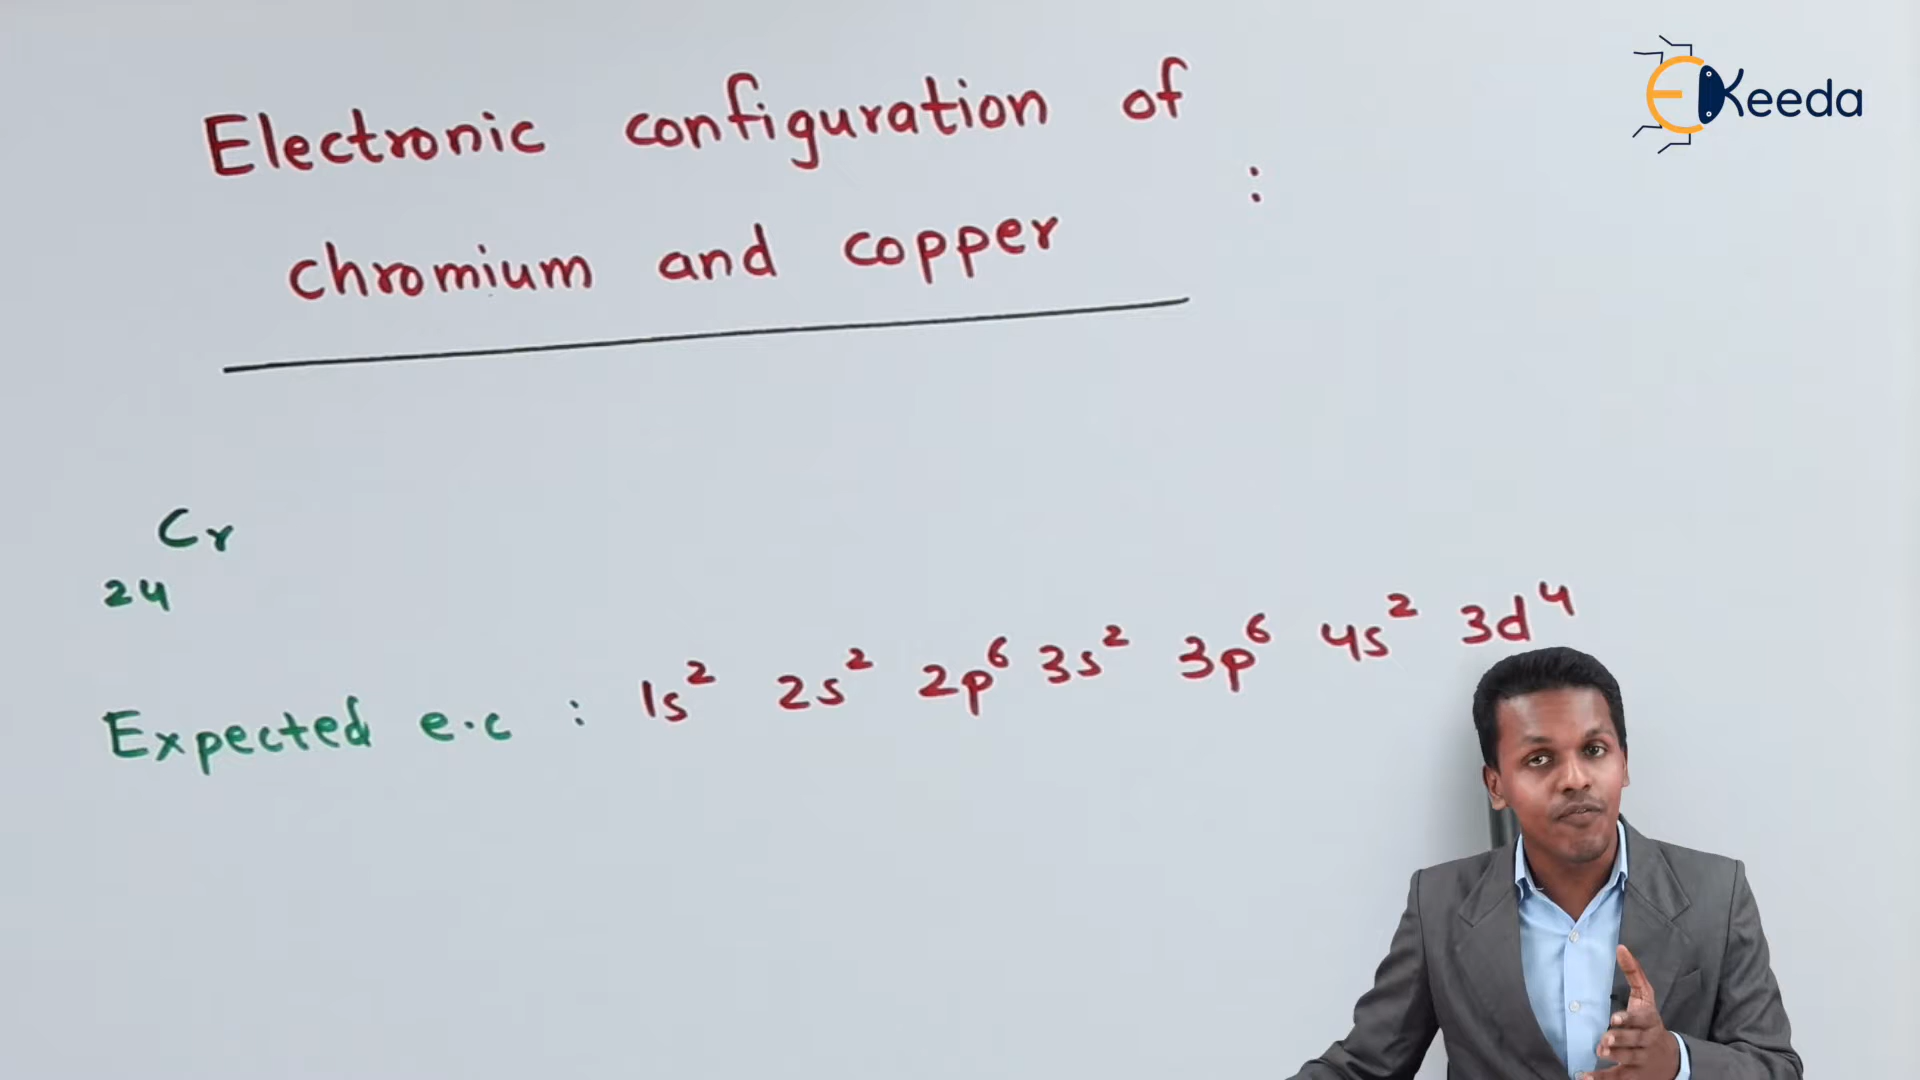 Electronic configuration of
chromium and copper :
EKeeda
Cr
24
Expected e.c : 1s² 2s² 2p⁶ 3s² 3p⁶ 4s² 3d⁴